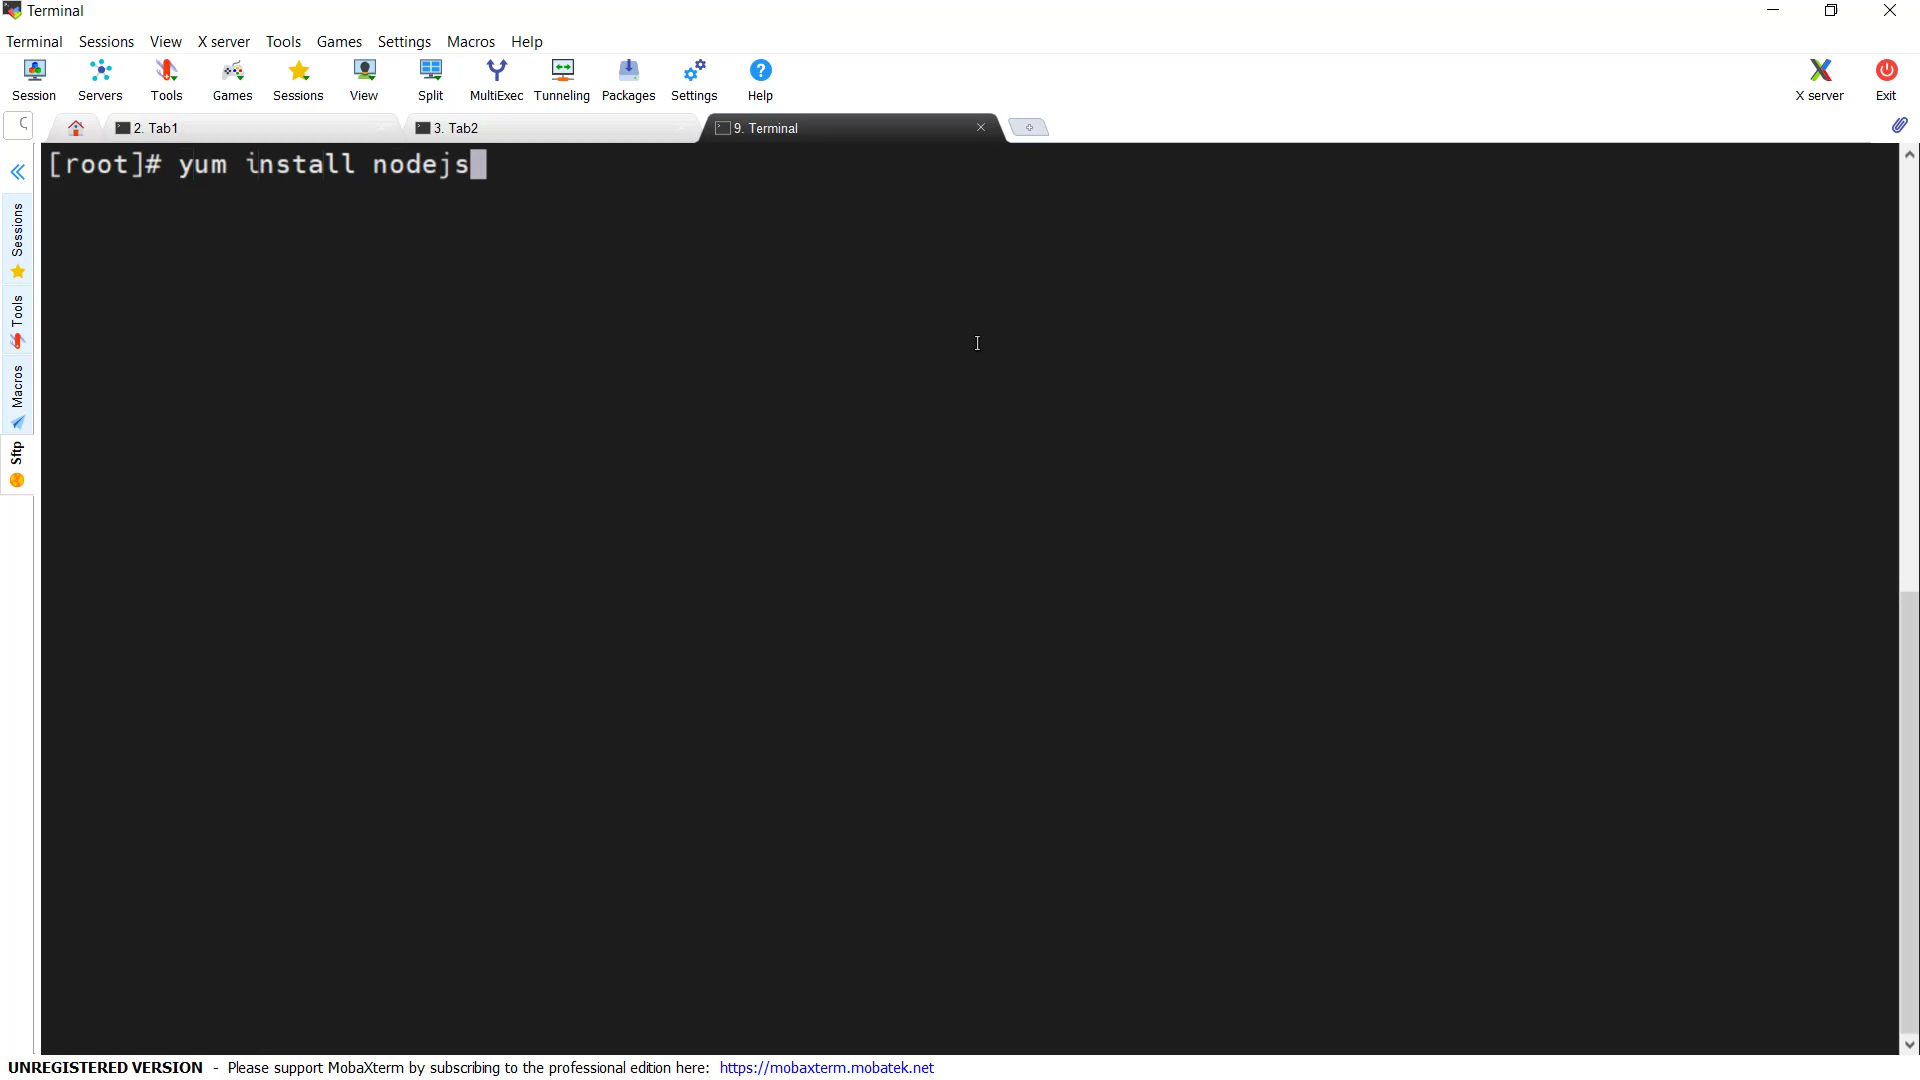 Terminal
Terminal Sessions View X server Tools Games Settings Macros Help
Session Servers Tools Games Sessions View Split MultiExec Tunneling Packages Settings Help X server Exit
2. Tab1 3. Tab2 9. Terminal
[root]# yum install nodejs
Sessions
Tools
Macros
Sftp
UNREGISTERED VERSION - Please support MobaXterm by subscribing to the professional edition here: https://mobaxterm.mobatek.net